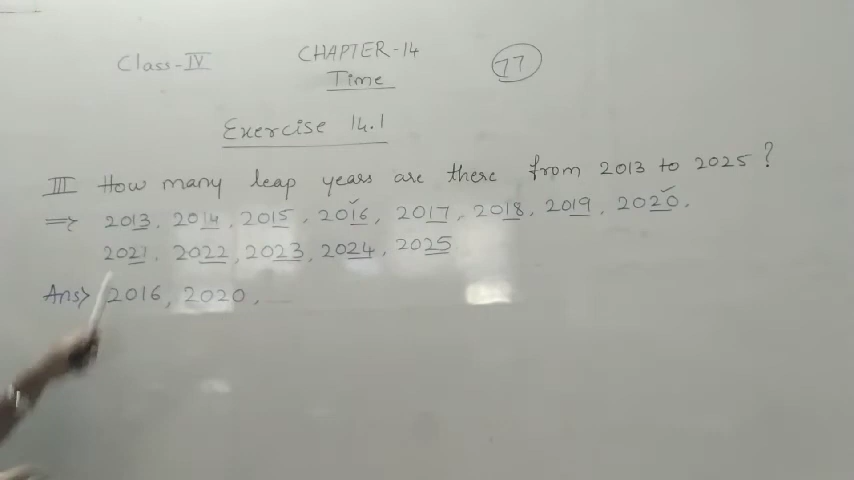 Class-IV
CHAPTER-14
77
Time
Exercise 14.1
III How many leap years are there from 2013 to 2025?
⇒ 2013, 2014, 2015, 2016, 2017, 2018, 2019, 2020,
2021, 2022, 2023, 2024, 2025
Ans> 2016, 2020,